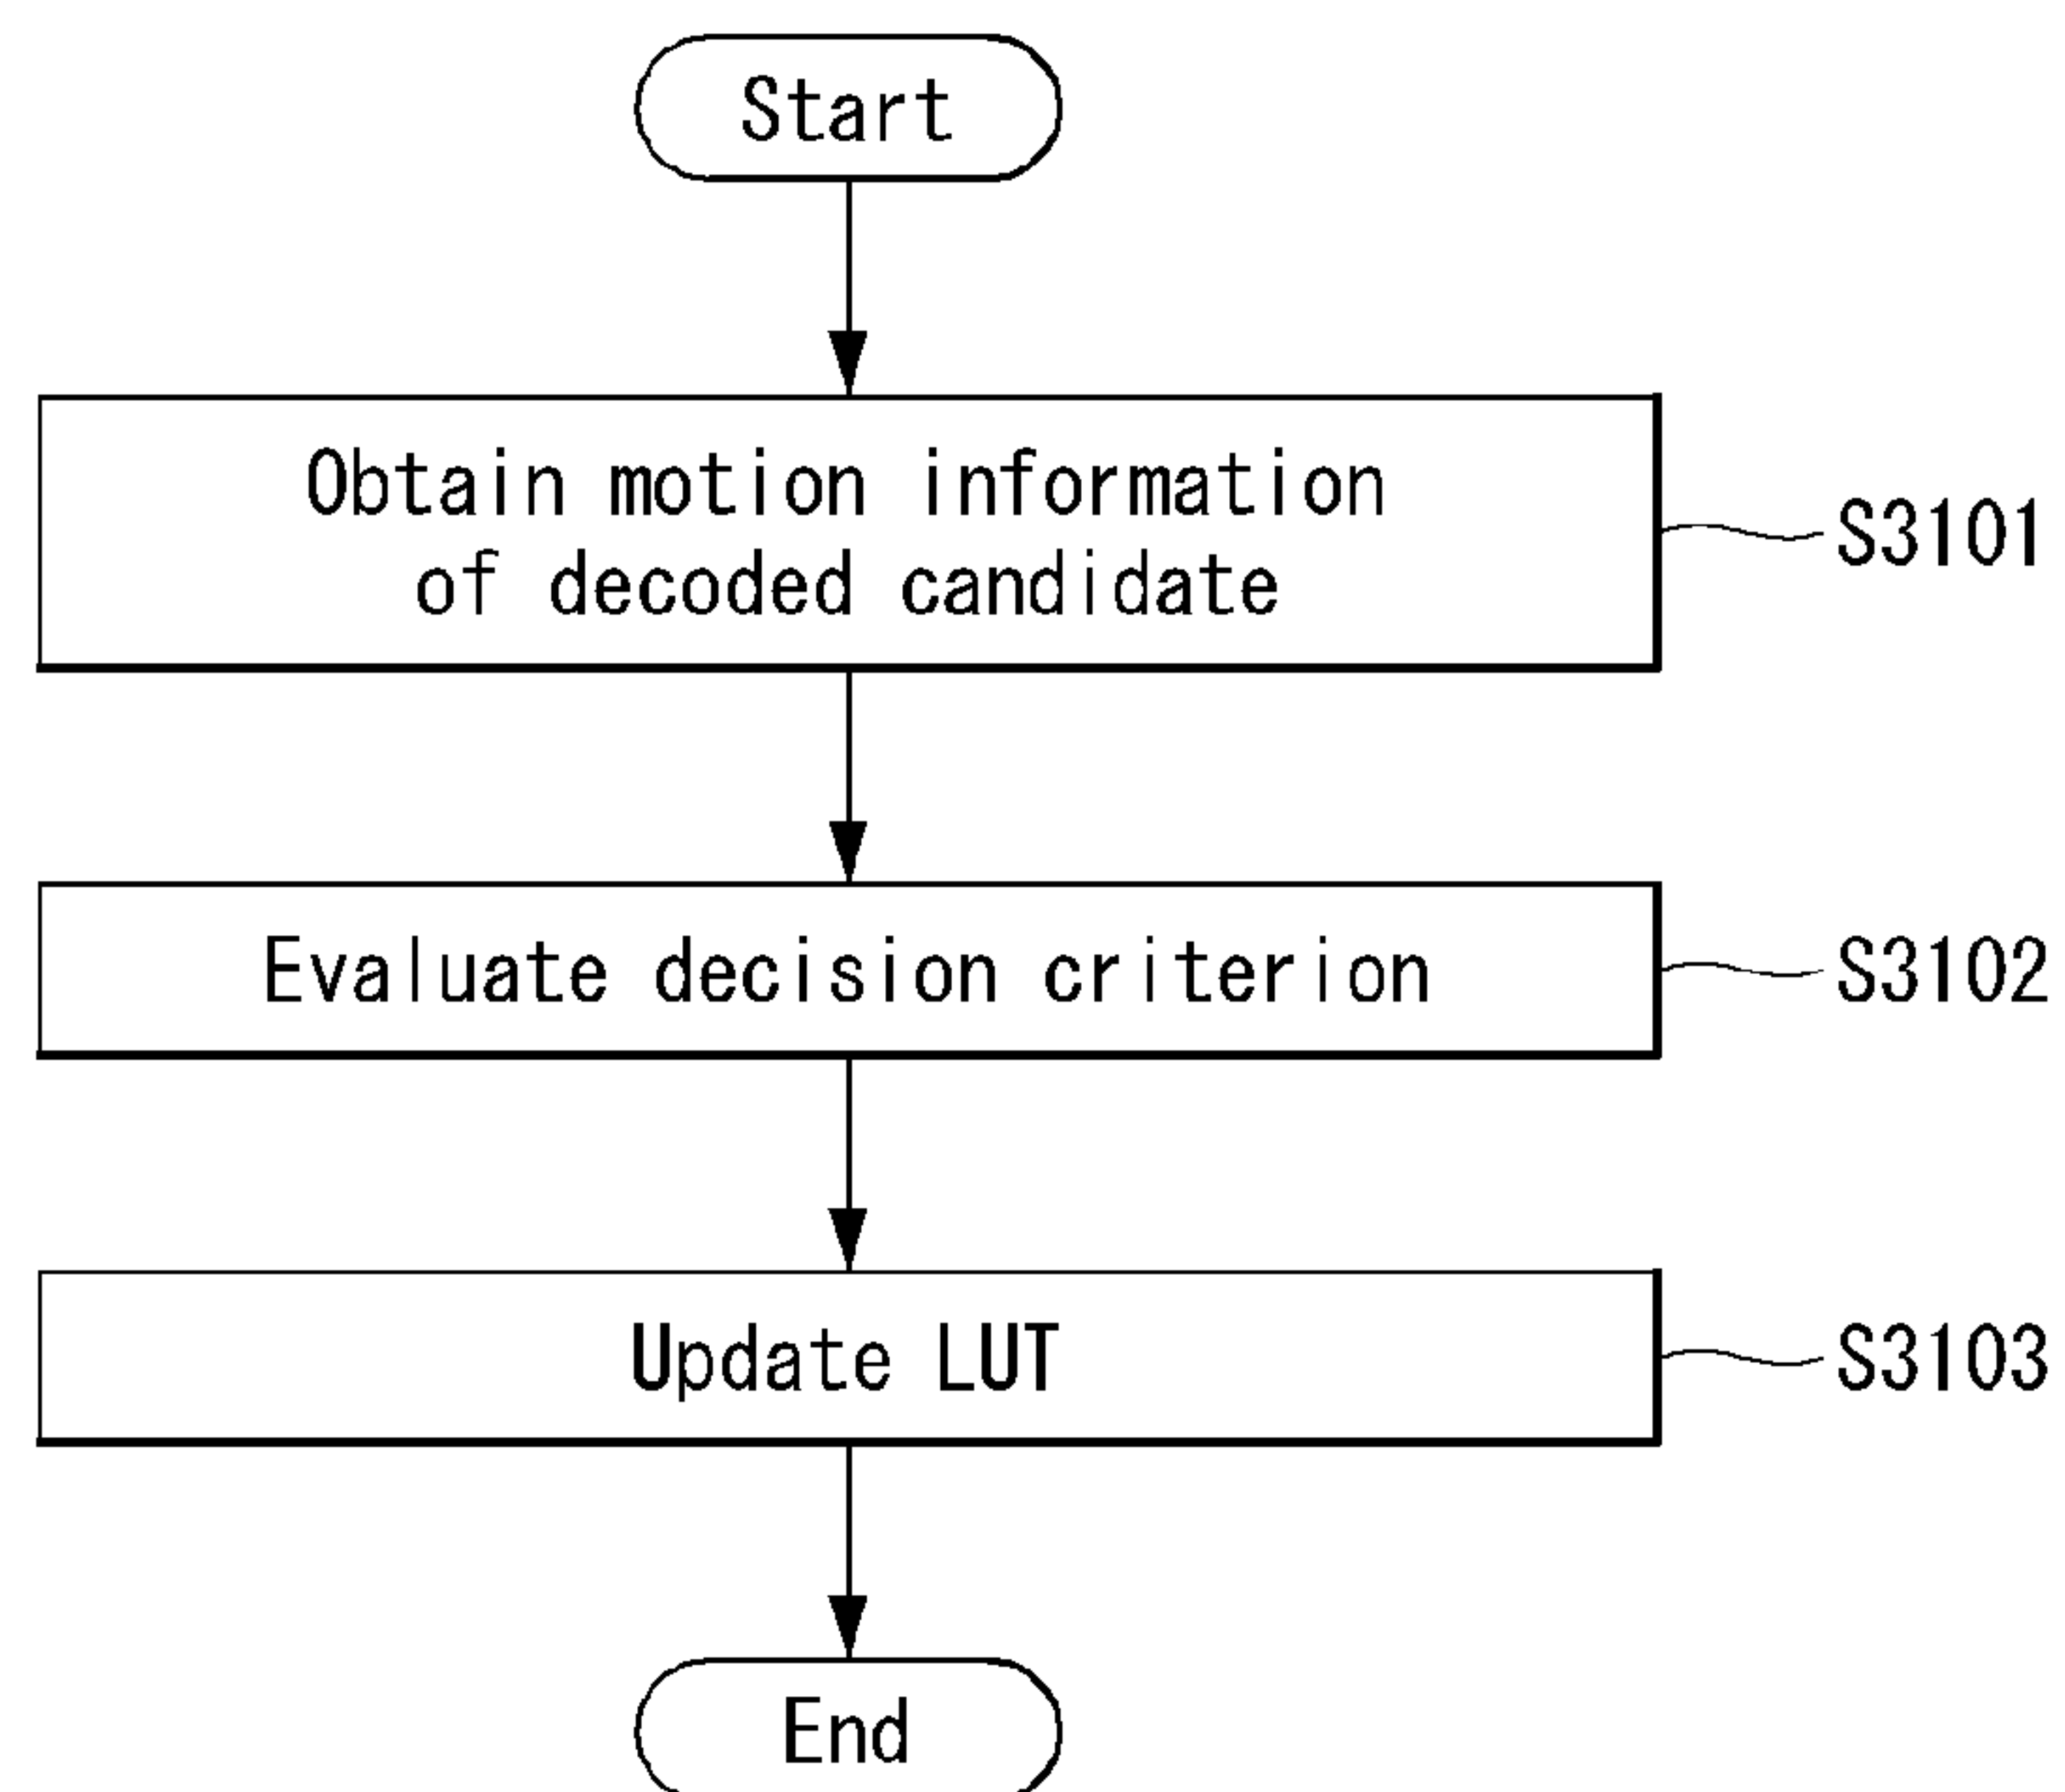 Start
Obtain motion information
of decoded candidate
S3101
Evaluate decision criterion
S3102
Update LUT
S3103
End